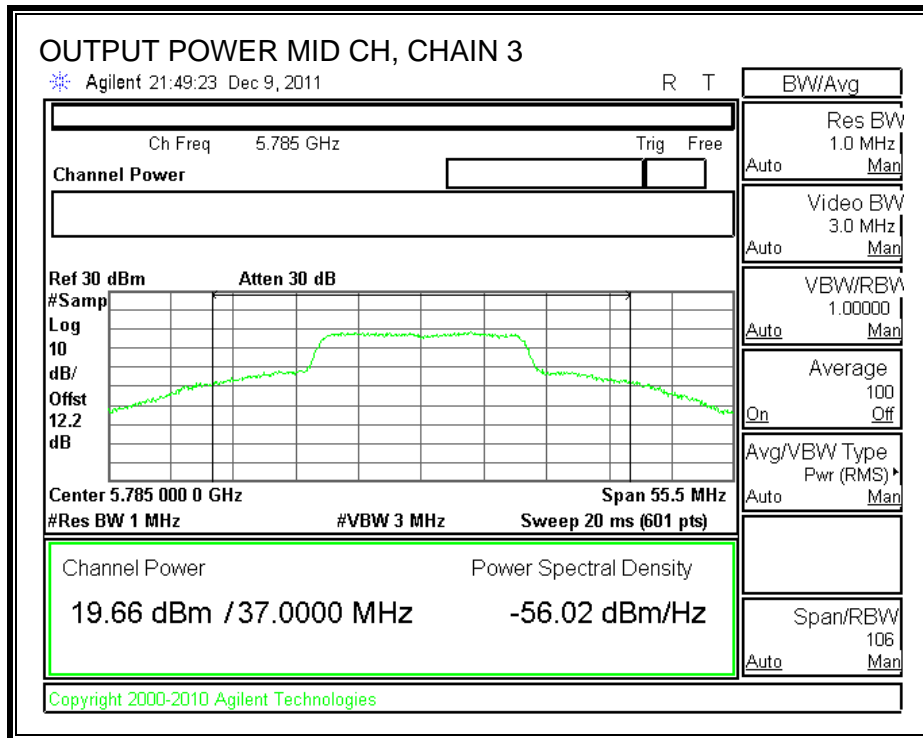 OUTPUT POWER MID CH, CHAIN 3
Agilent 21:49:23 Dec 9, 2011 R T
Ch Freq 5.785 GHz Trig Free
Channel Power
Ref 30 dBm Atten 30 dB
#Samp
Log
10
dB/
Offst
12.2
dB
Center 5.785 000 0 GHz Span 55.5 MHz
#Res BW 1 MHz #VBW 3 MHz Sweep 20 ms (601 pts)
Channel Power Power Spectral Density
19.66 dBm / 37.0000 MHz -56.02 dBm/Hz
Copyright 2000-2010 Agilent Technologies
BW/Avg
Res BW
1.0 MHz
Auto Man
Video BW
3.0 MHz
Auto Man
VBW/RBW
1.00000
Auto Man
Average
100
On Off
Avg/VBW Type
Pwr (RMS)
Auto Man
Span/RBW
106
Auto Man